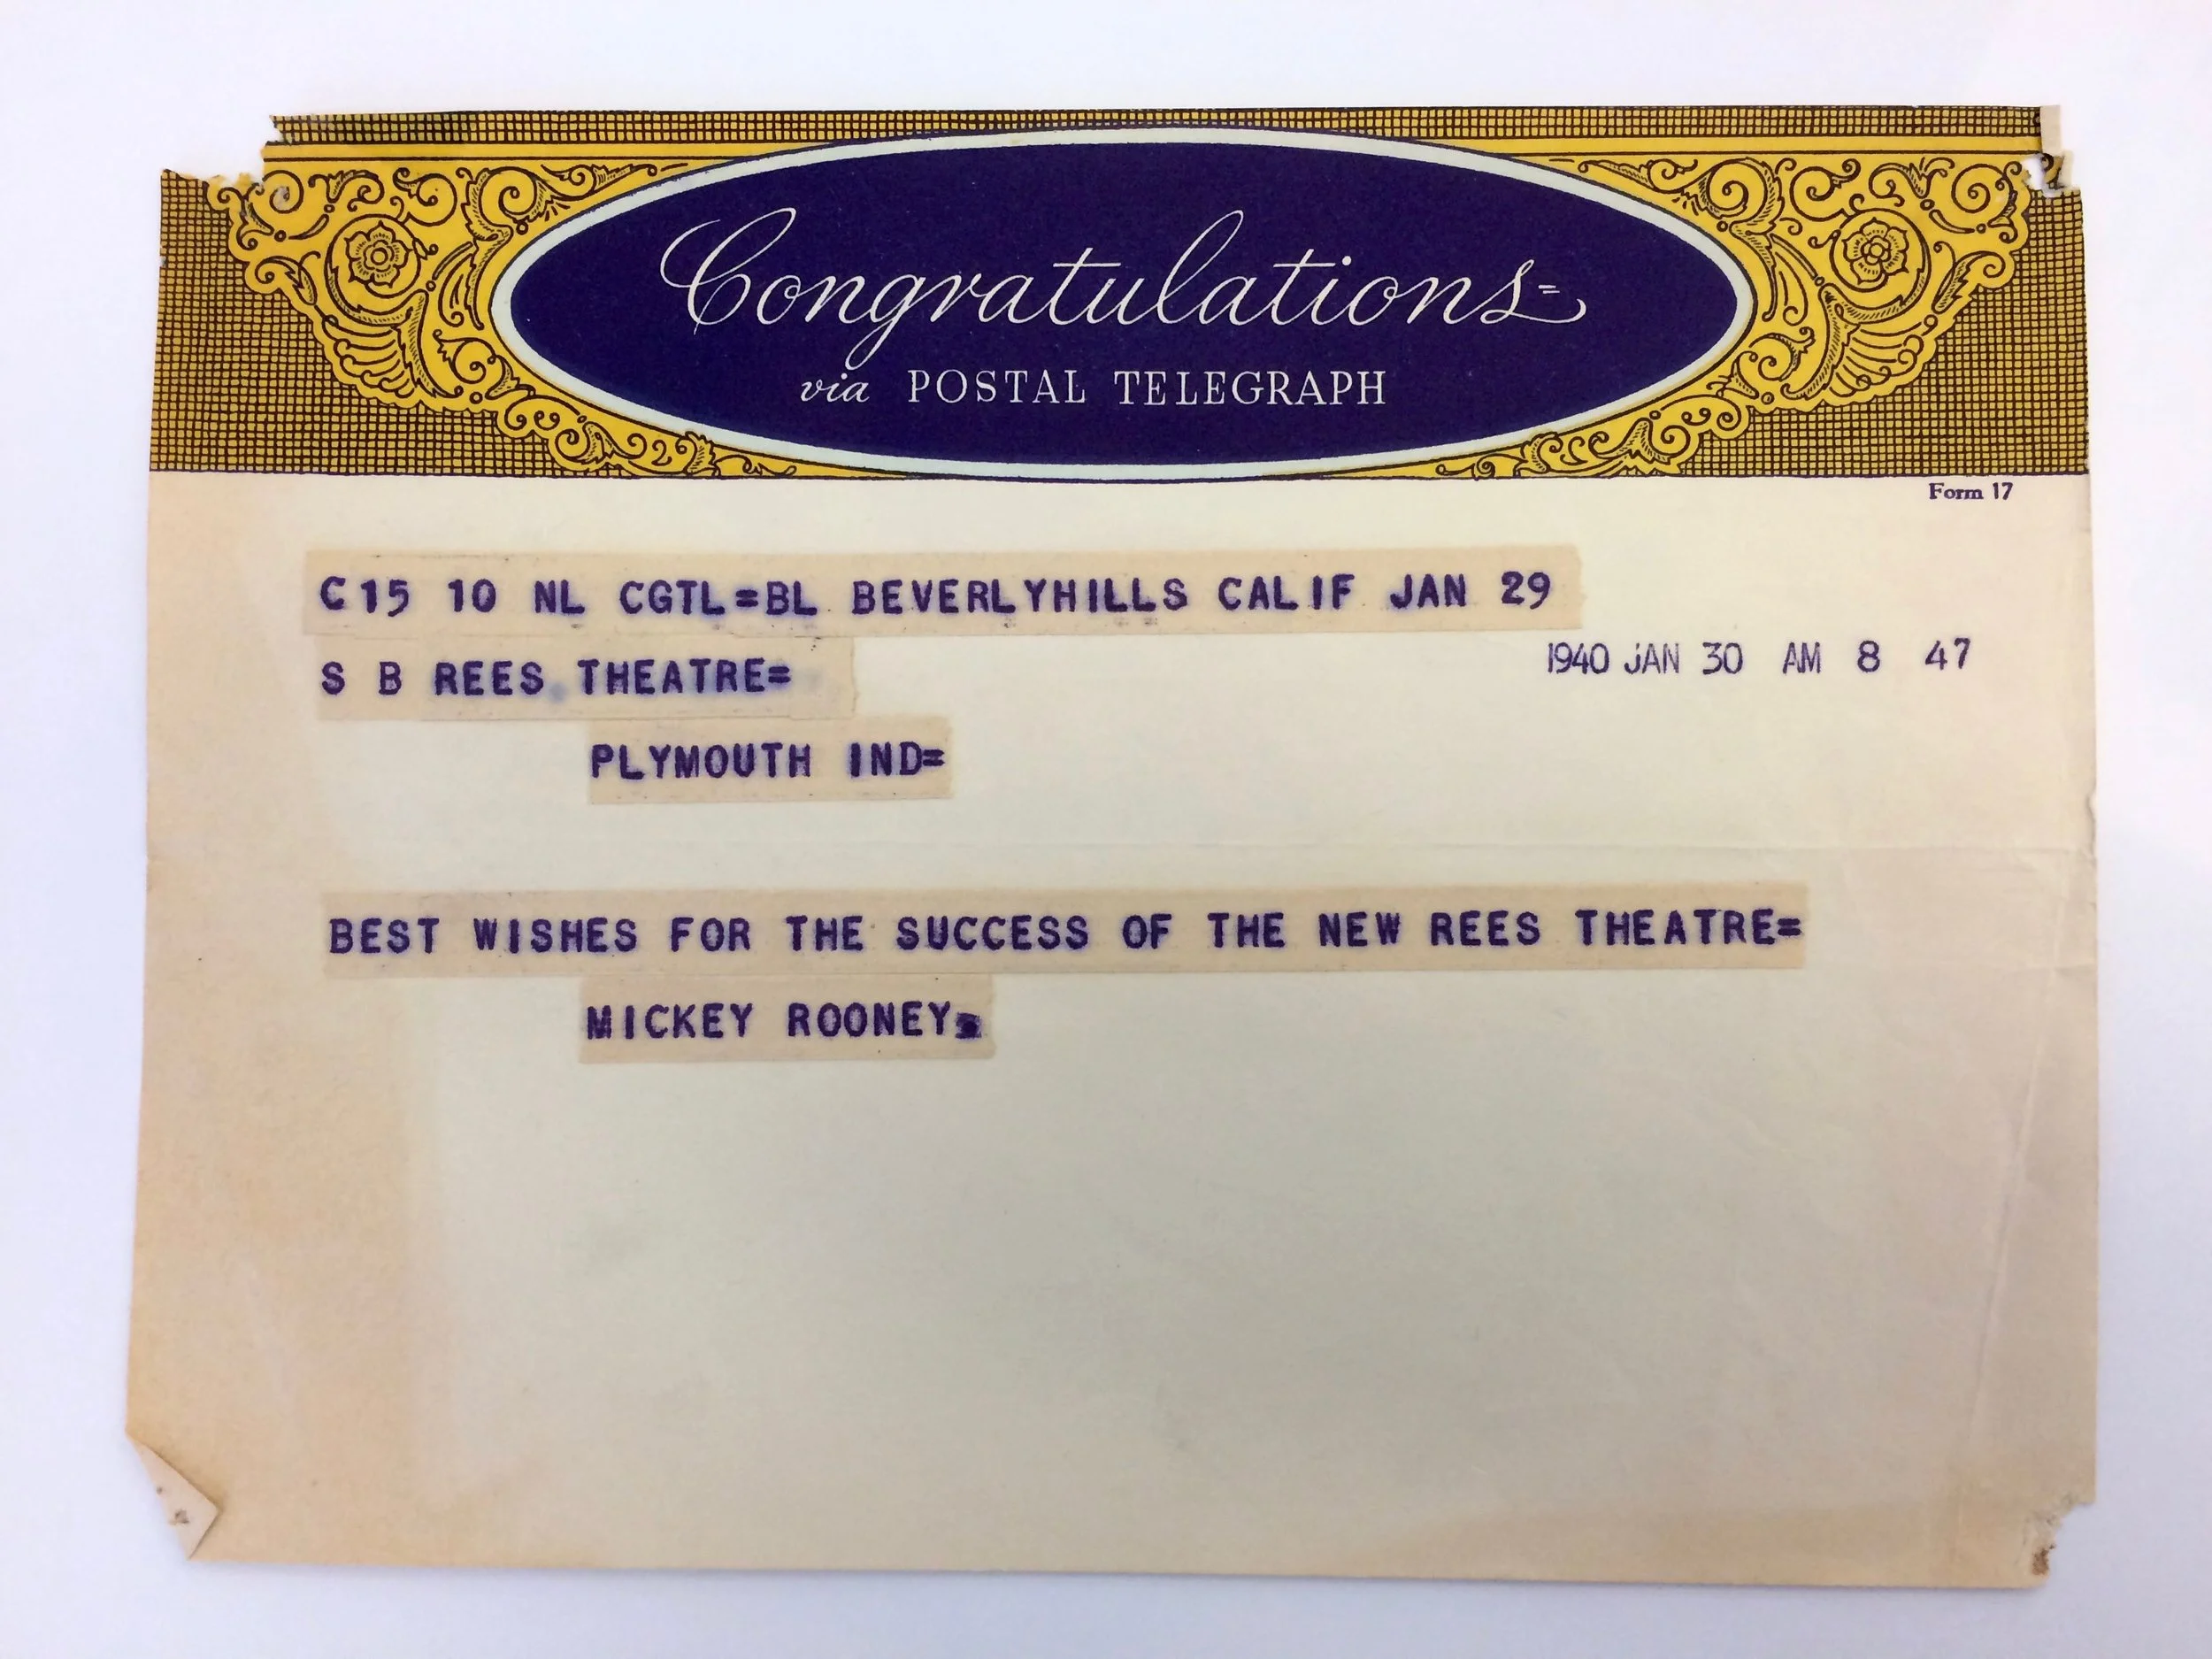 Congratulations=
via POSTAL TELEGRAPH
Form 17
C15 10 NL CGTL=BL BEVERLYHILLS CALIF JAN 29
S B REES THEATRE=
1940 JAN 30 AM 8 47
PLYMOUTH IND=
BEST WISHES FOR THE SUCCESS OF THE NEW REES THEATRE=
MICKEY ROONEY=